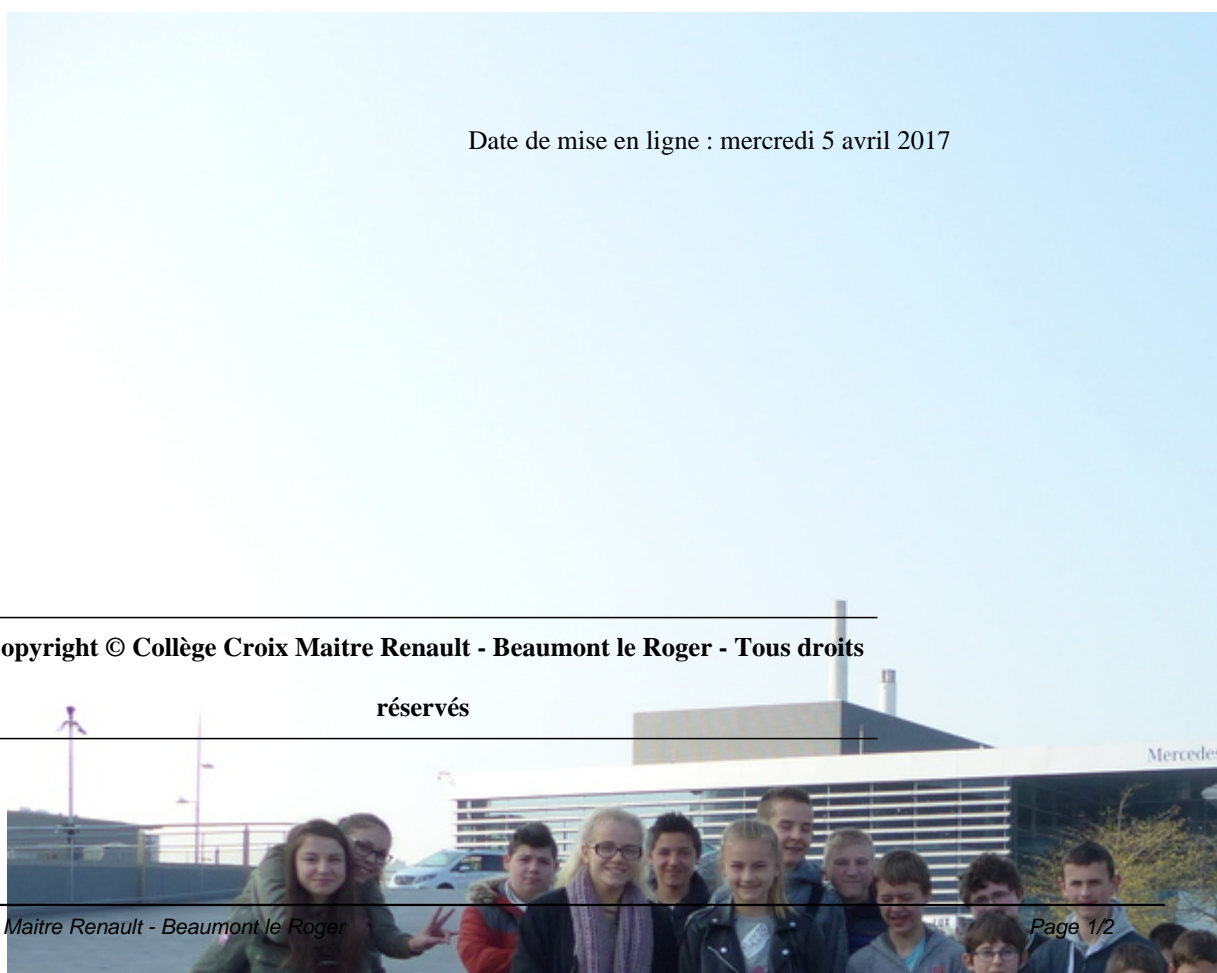 Date de mise en ligne : mercredi 5 avril 2017
opyright © Collège Croix Maitre Renault - Beaumont le Roger - Tous droits
réservés
Mercedes
Maitre Renault - Beaumont le Roger
Page 1/2